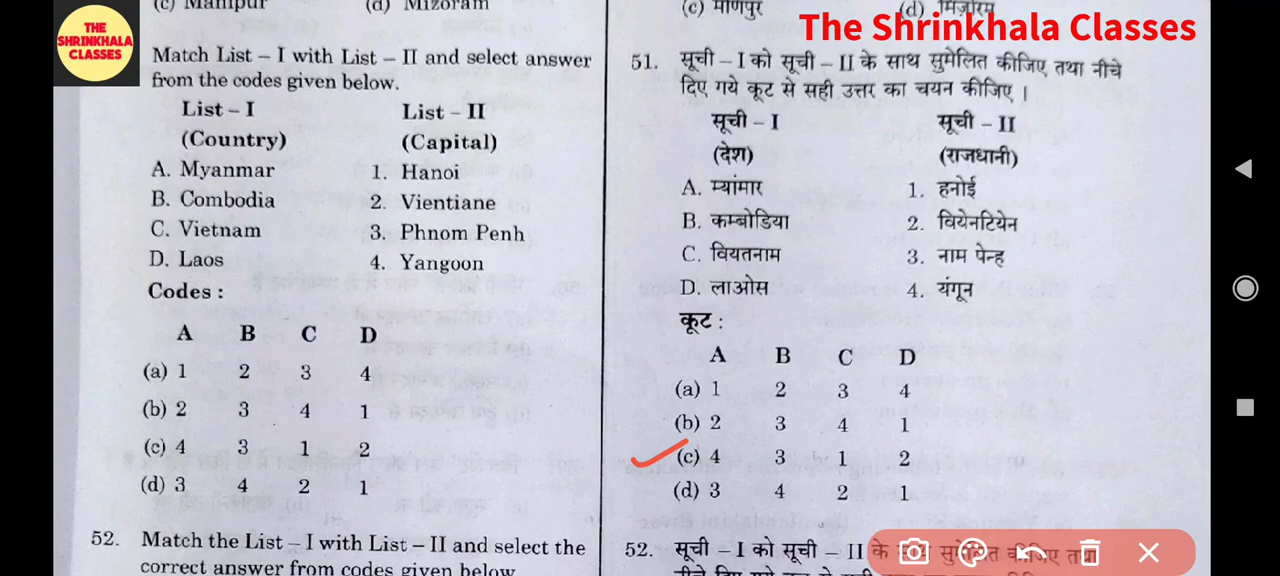 THE
SHRINKHALA
CLASSES
The Shrinkhala Classes
(c) Manipur
(d) Mizoram
Match List – I with List – II and select answer
from the codes given below.
List – I
List – II
(Country)
(Capital)
A. Myanmar
1. Hanoi
B. Combodia
2. Vientiane
C. Vietnam
3. Phnom Penh
D. Laos
4. Yangoon
Codes :
A B C D
(a) 1 2 3 4
(b) 2 3 4 1
(c) 4 3 1 2
(d) 3 4 2 1
52. Match the List – I with List – II and select the
correct answer from codes given below
(c) मणिपुर
(d) मिज़ोरम
51. सूची – I को सूची – II के साथ सुमेलित कीजिए तथा नीचे
दिए गये कूट से सही उत्तर का चयन कीजिए ।
सूची – I
सूची – II
(देश)
(राजधानी)
A. म्यांमार
1. हनोई
B. कम्बोडिया
2. वियेनटियेन
C. वियतनाम
3. नाम पेन्ह
D. लाओस
4. यंगून
कूट :
A B C D
(a) 1 2 3 4
(b) 2 3 4 1
(c) 4 3 1 2
(d) 3 4 2 1
52. सूची – I को सूची – II के साथ सुमेलित कीजिए तथा